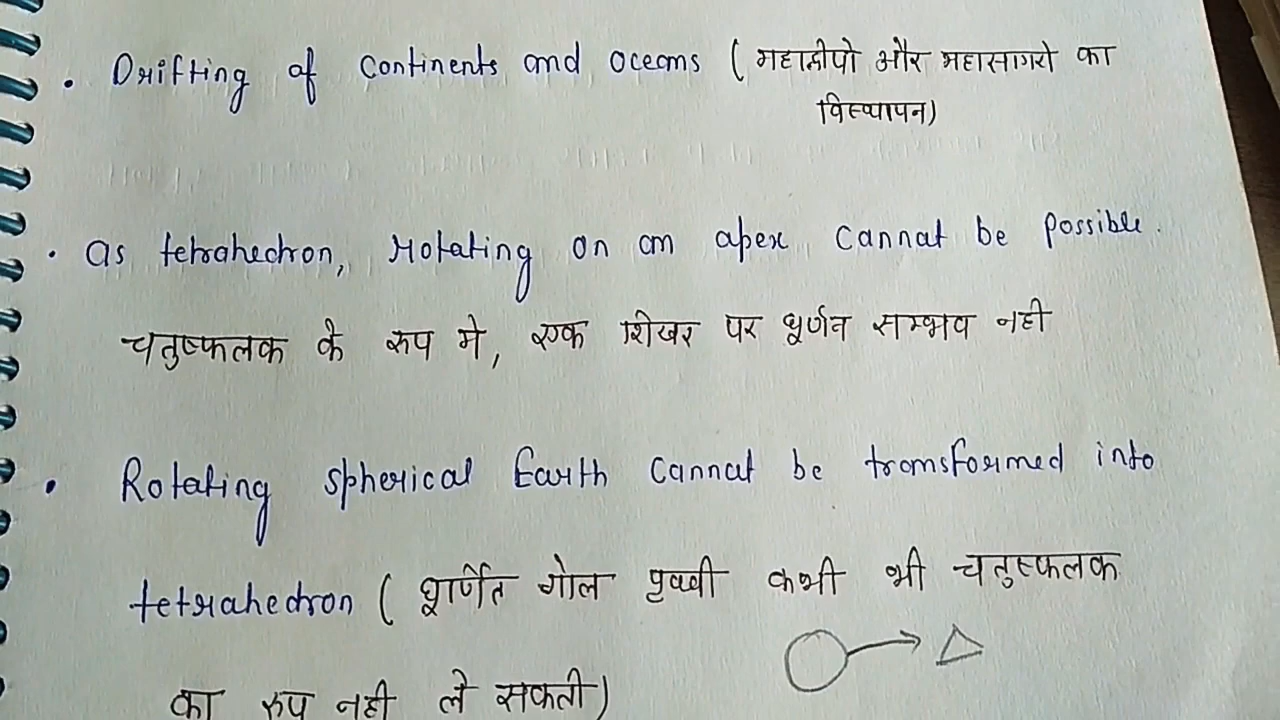 • Drifting of continents and oceans (महाद्वीपो और महासागरो का
विस्थापन)
• as tetrahedron, rotating on an apex cannot be possible.
चतुष्फलक के रूप मे, एक शिखर पर घूर्णन सम्भव नही
• Rotating spherical Earth cannot be transformed into
tetrahedron ( घूर्णित गोल पृथ्वी कभी भी चतुष्फलक
का रूप नही ले सकती)